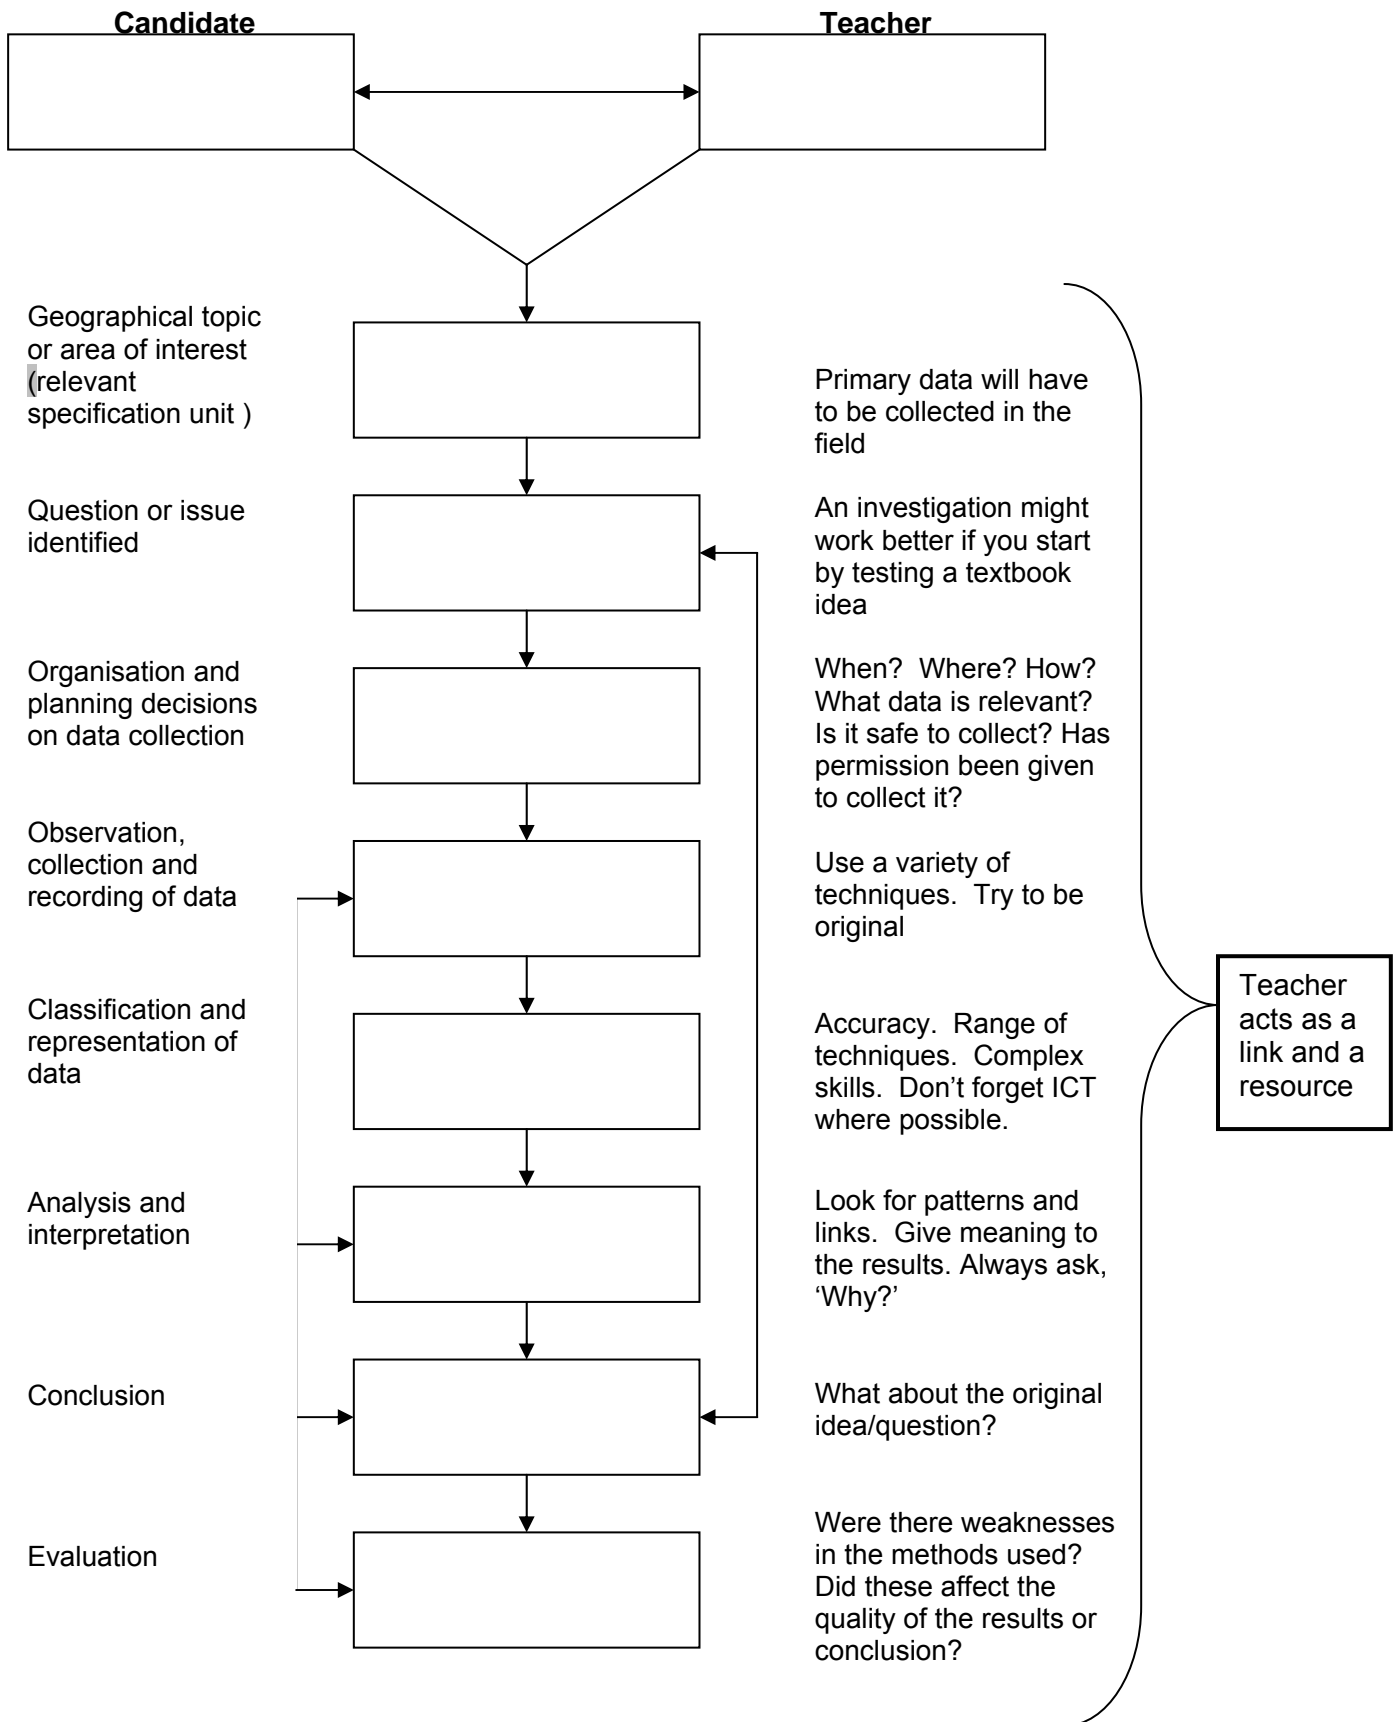 Candidate
Teacher
Geographical topic
or area of interest
(relevant
specification unit )
Primary data will have
to be collected in the
field
Question or issue
identified
An investigation might
work better if you start
by testing a textbook
idea
Organisation and
planning decisions
on data collection
When?  Where? How?
What data is relevant?
Is it safe to collect? Has
permission been given
to collect it?
Observation,
collection and
recording of data
Use a variety of
techniques.  Try to be
original
Classification and
representation of
data
Accuracy.  Range of
techniques.  Complex
skills.  Don’t forget ICT
where possible.
Analysis and
interpretation
Look for patterns and
links.  Give meaning to
the results. Always ask,
‘Why?’
Conclusion
What about the original
idea/question?
Evaluation
Were there weaknesses
in the methods used?
Did these affect the
quality of the results or
conclusion?
Teacher
acts as a
link and a
resource